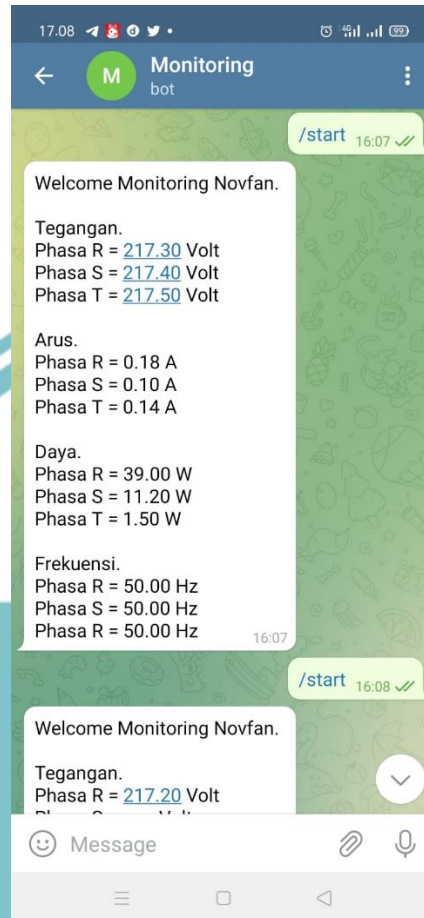 17.08
4G
99
M
Monitoring
bot
/start 16:07
Welcome Monitoring Novfan.
Tegangan.
Phasa R = 217.30 Volt
Phasa S = 217.40 Volt
Phasa T = 217.50 Volt
Arus.
Phasa R = 0.18 A
Phasa S = 0.10 A
Phasa T = 0.14 A
Daya.
Phasa R = 39.00 W
Phasa S = 11.20 W
Phasa T = 1.50 W
Frekuensi.
Phasa R = 50.00 Hz
Phasa S = 50.00 Hz
Phasa R = 50.00 Hz
16:07
/start 16:08
Welcome Monitoring Novfan.
Tegangan.
Phasa R = 217.20 Volt
Message